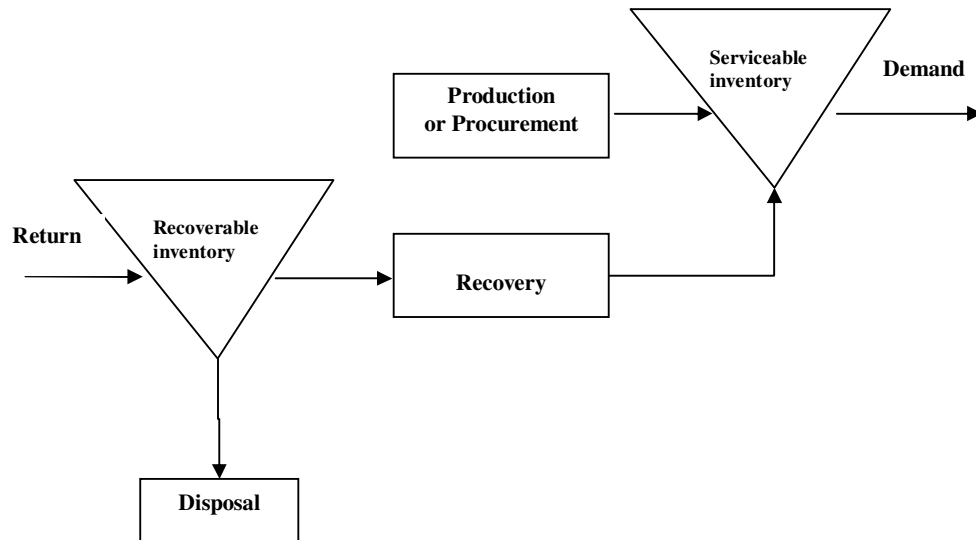 Serviceable
inventory
Demand
Production
or Procurement
Recoverable
inventory
Return
Recovery
Disposal